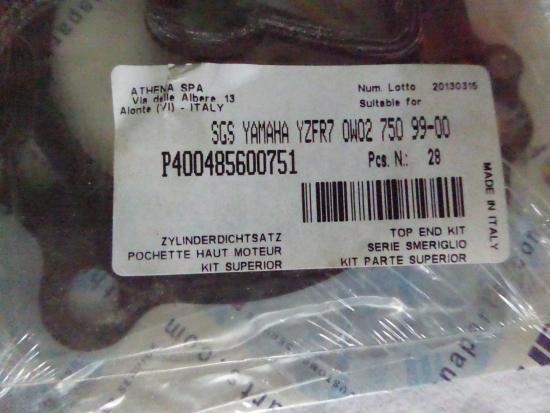 ATHENA SPA
Via delle Albere, 13
Alonte (VI) - ITALY
Num. Lotto 20130315
Suitable for
SGS YAMAHA YZFR7 OW02 750 99-00
P400485600751
Pcs. N.: 28
MADE IN ITALY
ZYLINDERDICHTSATZ
POCHETTE HAUT MOTEUR
KIT SUPERIOR
TOP END KIT
SERIE SMERIGLIO
KIT PARTE SUPERIOR